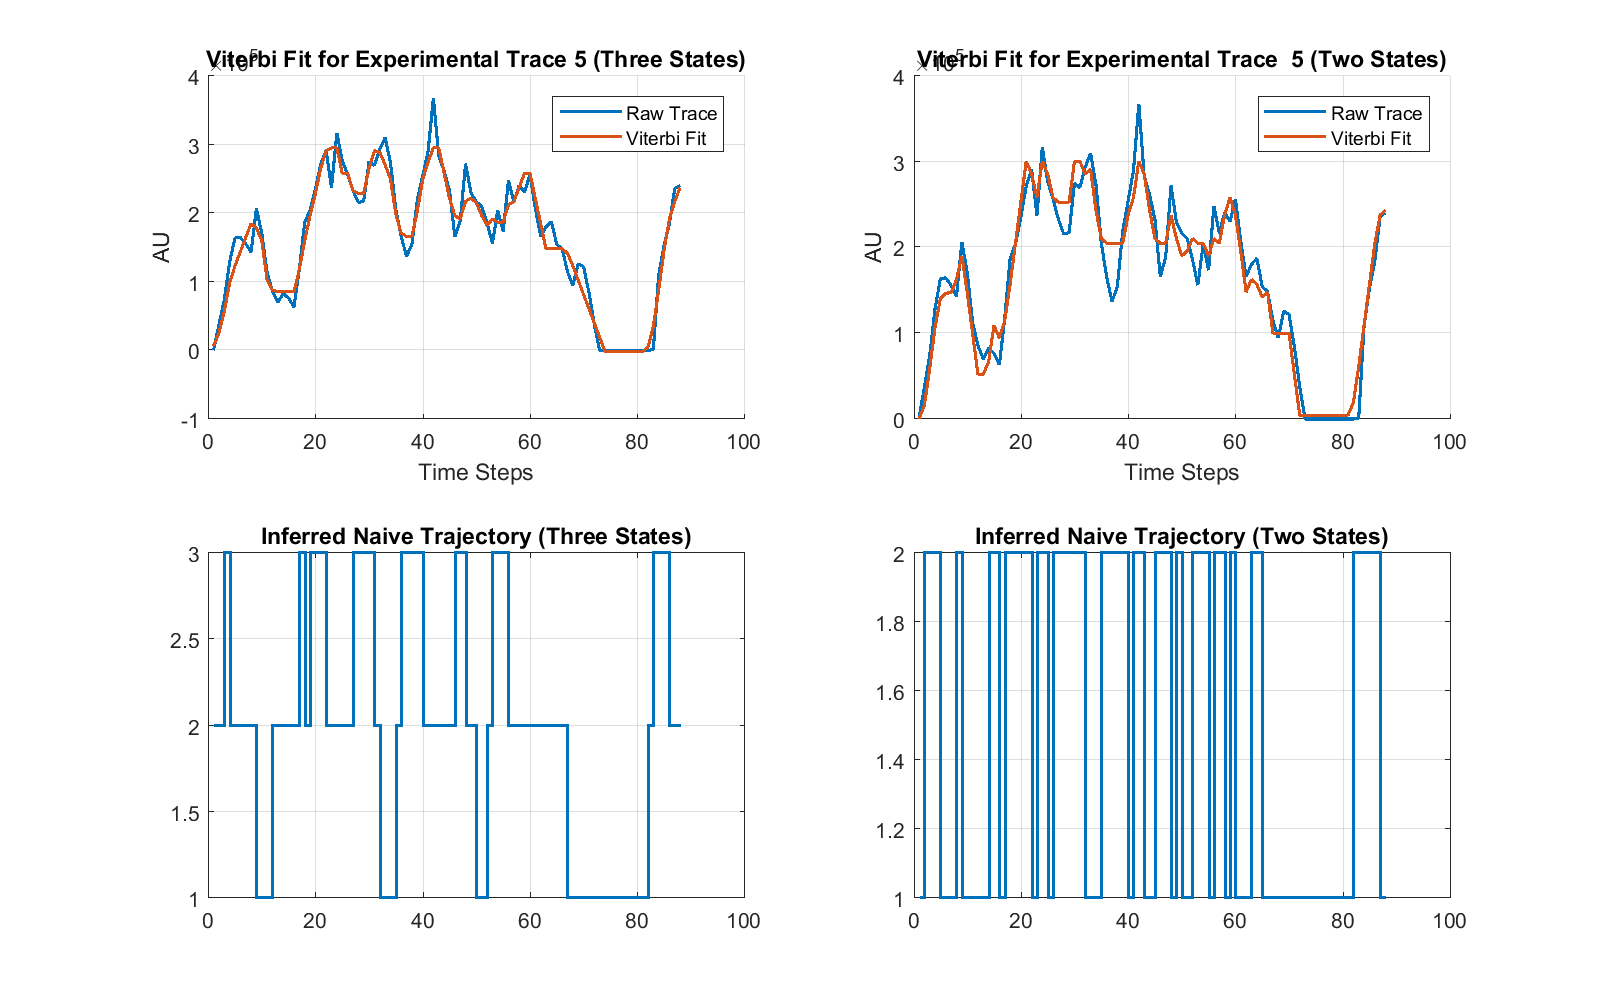 Viterbi Fit for Experimental Trace 5 (Three States)
4
3
2
1
0
-1
AU
Raw Trace
Viterbi Fit
0 20 40 60 80 100
Time Steps
Viterbi Fit for Experimental Trace  5 (Two States)
4
3
2
1
0
AU
Raw Trace
Viterbi Fit
0 20 40 60 80 100
Time Steps
Inferred Naive Trajectory (Three States)
3
2.5
2
1.5
1
0 20 40 60 80 100
Inferred Naive Trajectory (Two States)
2
1.8
1.6
1.4
1.2
1
0 20 40 60 80 100